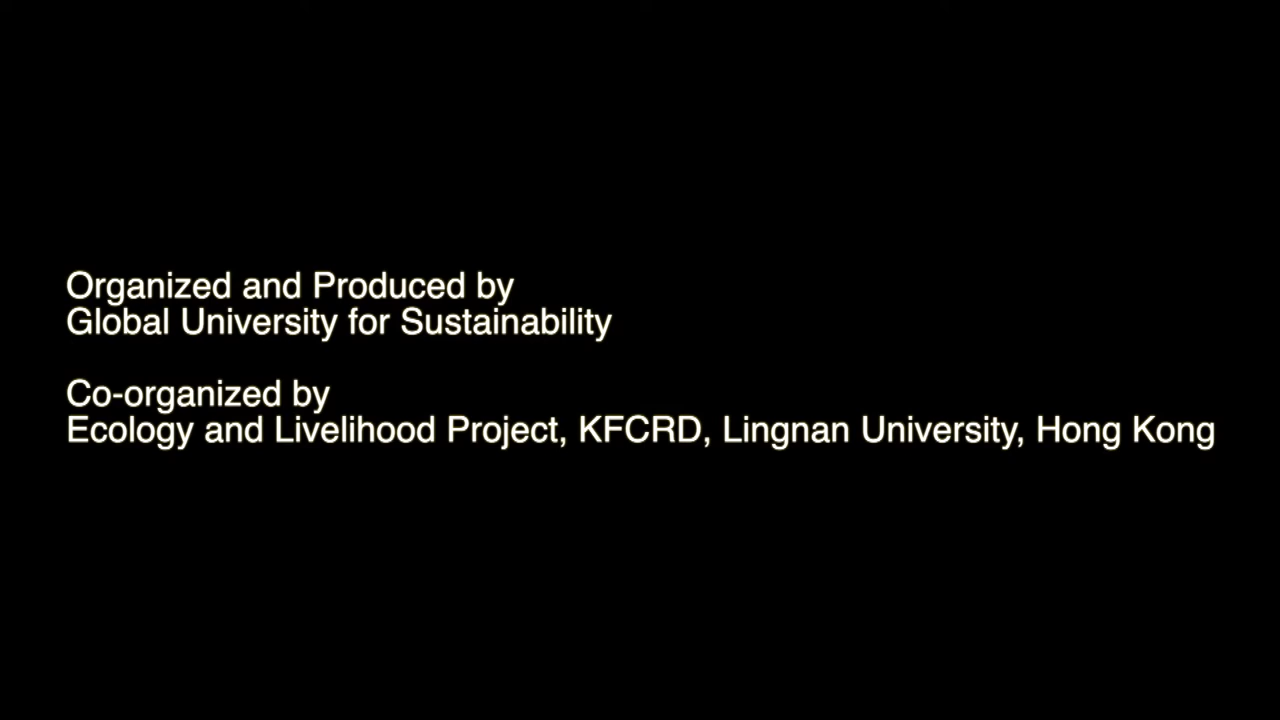 Organized and Produced by
Global University for Sustainability
Co-organized by
Ecology and Livelihood Project, KFCRD, Lingnan University, Hong Kong